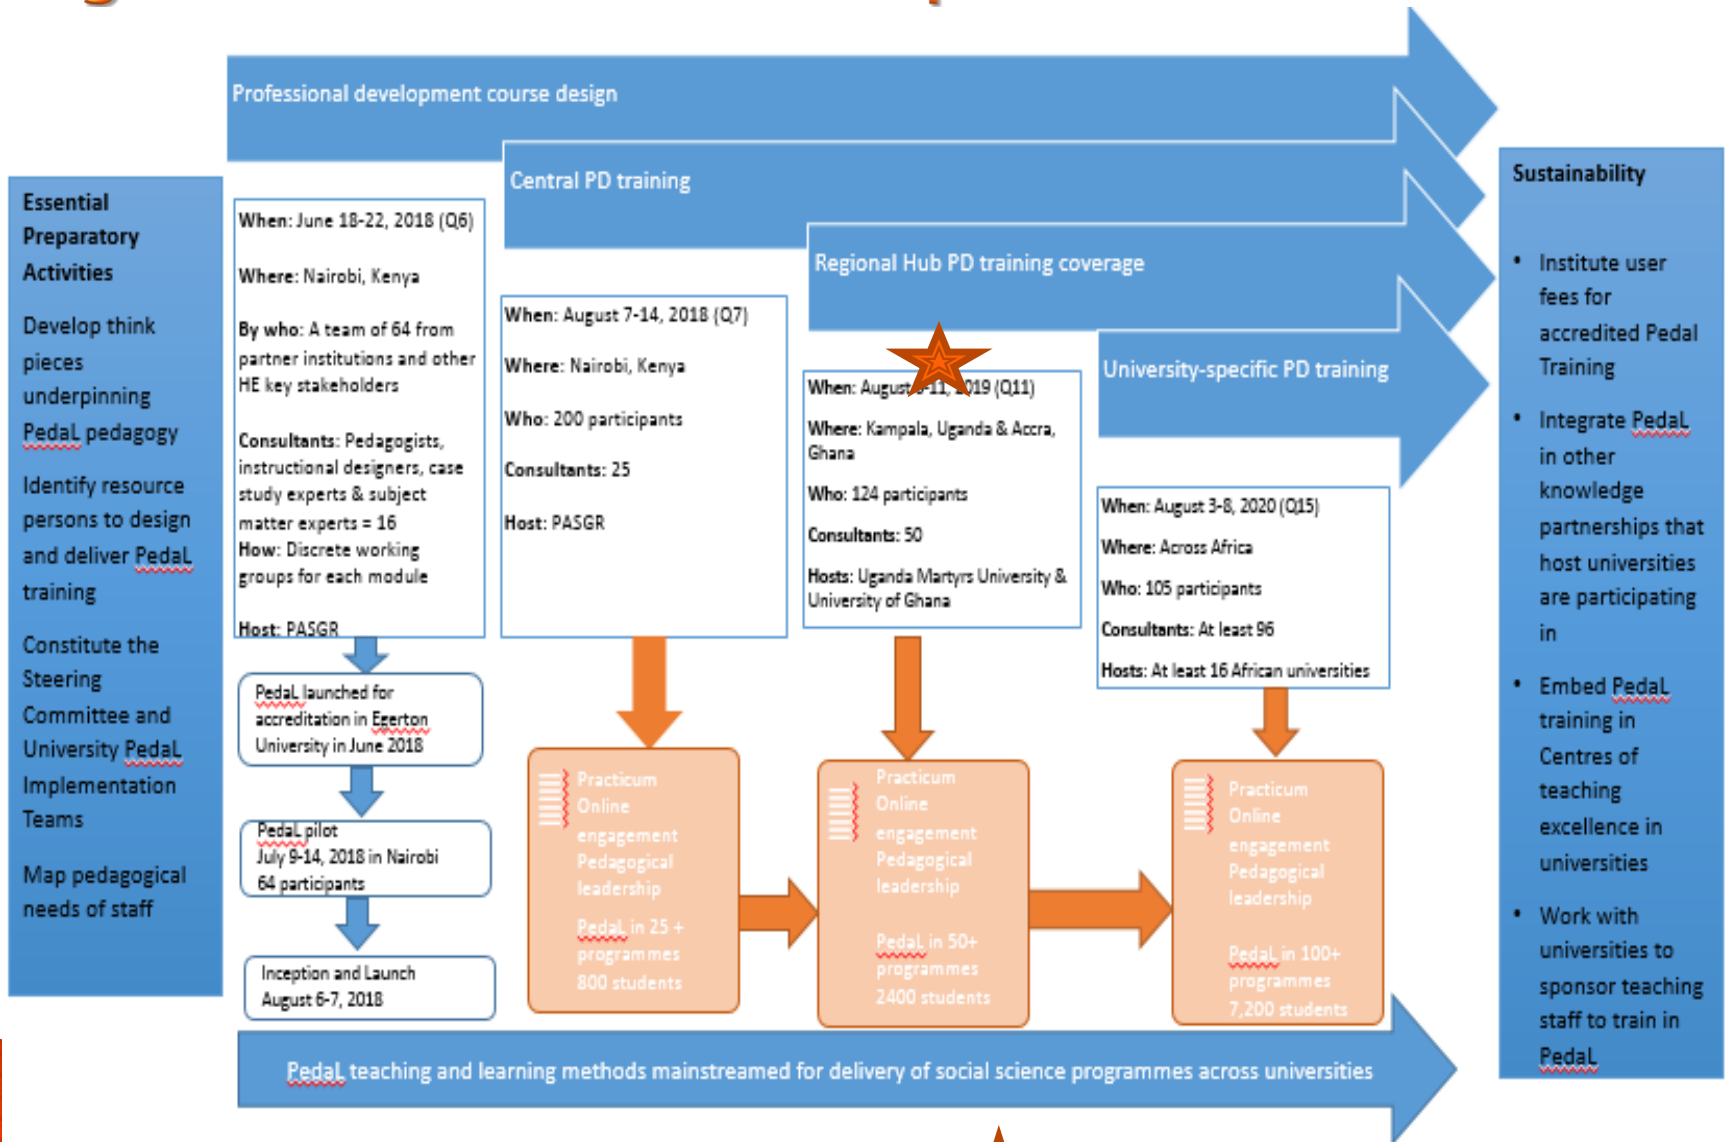 Professional development course design
Central PD training
Regional Hub PD training coverage
University-specific PD training
Essential
Preparatory
Activities
Develop think
pieces
underpinning
PedaL pedagogy
Identify resource
persons to design
and deliver PedaL
training
Constitute the
Steering
Committee and
University PedaL
Implementation
Teams
Map pedagogical
needs of staff
When: June 18-22, 2018 (Q6)
Where: Nairobi, Kenya
By who: A team of 64 from
partner institutions and other
HE key stakeholders
Consultants: Pedagogists,
instructional designers, case
study experts & subject
matter experts = 16
How: Discrete working
groups for each module
Host: PASGR
PedaL launched for
accreditation in Egerton
University in June 2018
PedaL pilot
July 9-14, 2018 in Nairobi
64 participants
Inception and Launch
August 6-7, 2018
When: August 7-14, 2018 (Q7)
Where: Nairobi, Kenya
Who: 200 participants
Consultants: 25
Host: PASGR
Practicum
Online
engagement
Pedagogical
leadership
PedaL in 25 +
programmes
800 students
When: August -11, 2019 (Q11)
Where: Kampala, Uganda & Accra,
Ghana
Who: 124 participants
Consultants: 50
Hosts: Uganda Martyrs University &
University of Ghana
Practicum
Online
engagement
Pedagogical
leadership
PedaL in 50+
programmes
2400 students
When: August 3-8, 2020 (Q15)
Where: Across Africa
Who: 105 participants
Consultants: At least 96
Hosts: At least 16 African universities
Practicum
Online
engagement
Pedagogical
leadership
PedaL in 100+
programmes
7,200 students
Sustainability
• Institute user
fees for
accredited Pedal
Training
• Integrate PedaL
in other
knowledge
partnerships that
host universities
are participating
in
• Embed PedaL
training in
Centres of
teaching
excellence in
universities
• Work with
universities to
sponsor teaching
staff to train in
PedaL
PedaL teaching and learning methods mainstreamed for delivery of social science programmes across universities